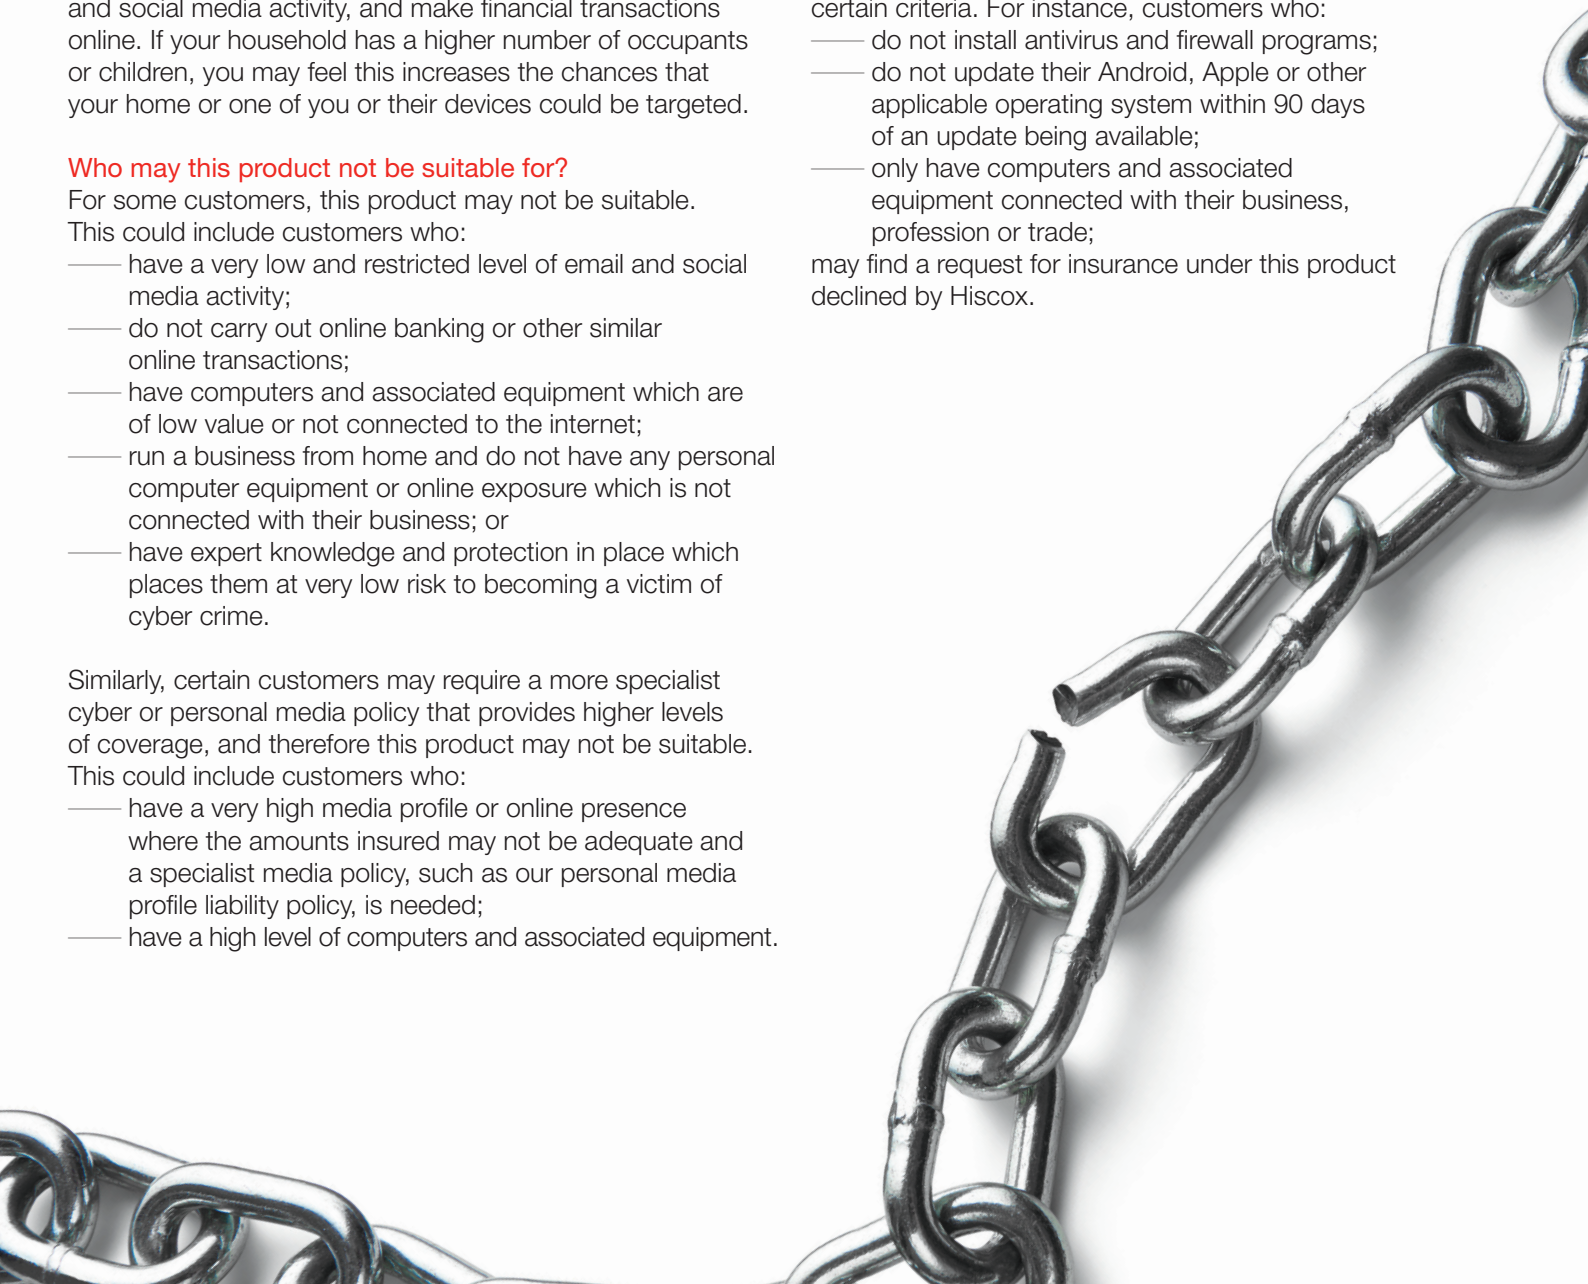 and social media activity, and make financial transactions
online. If your household has a higher number of occupants
or children, you may feel this increases the chances that
your home or one of you or their devices could be targeted.
Who may this product not be suitable for?
For some customers, this product may not be suitable.
This could include customers who:
have a very low and restricted level of email and social
media activity;
do not carry out online banking or other similar
online transactions;
have computers and associated equipment which are
of low value or not connected to the internet;
run a business from home and do not have any personal
computer equipment or online exposure which is not
connected with their business; or
have expert knowledge and protection in place which
places them at very low risk to becoming a victim of
cyber crime.
Similarly, certain customers may require a more specialist
cyber or personal media policy that provides higher levels
of coverage, and therefore this product may not be suitable.
This could include customers who:
have a very high media profile or online presence
where the amounts insured may not be adequate and
a specialist media policy, such as our personal media
profile liability policy, is needed;
have a high level of computers and associated equipment.
certain criteria. For instance, customers who:
do not install antivirus and firewall programs;
do not update their Android, Apple or other
applicable operating system within 90 days
of an update being available;
only have computers and associated
equipment connected with their business,
profession or trade;
may find a request for insurance under this product
declined by Hiscox.